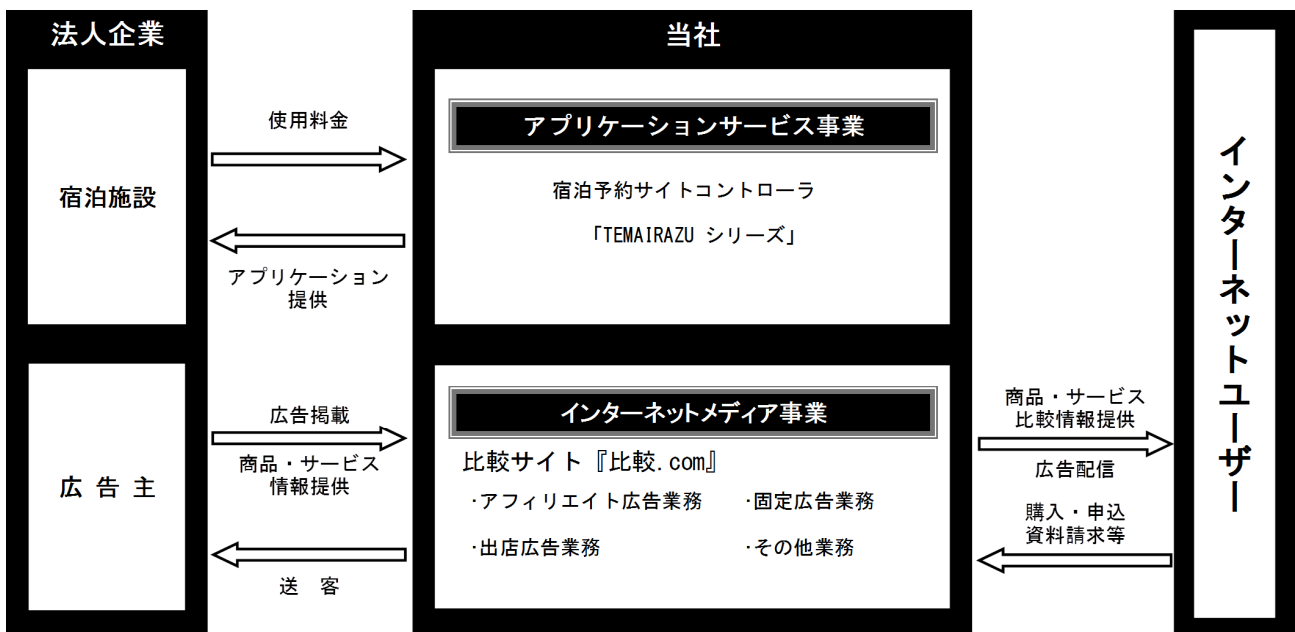 法人企業
宿泊施設
広告主
使用料金
アプリケーション
提供
広告掲載
商品・サービス
情報提供
送 客
当社
アプリケーションサービス事業
宿泊予約サイトコントローラ
「TEMAIRAZU シリーズ」
インターネットメディア事業
比較サイト『比較.com』
・アフィリエイト広告業務 ・固定広告業務
・出店広告業務 ・その他業務
商品・サービス
比較情報提供
広告配信
購入・申込
資料請求等
インターネットユーザー